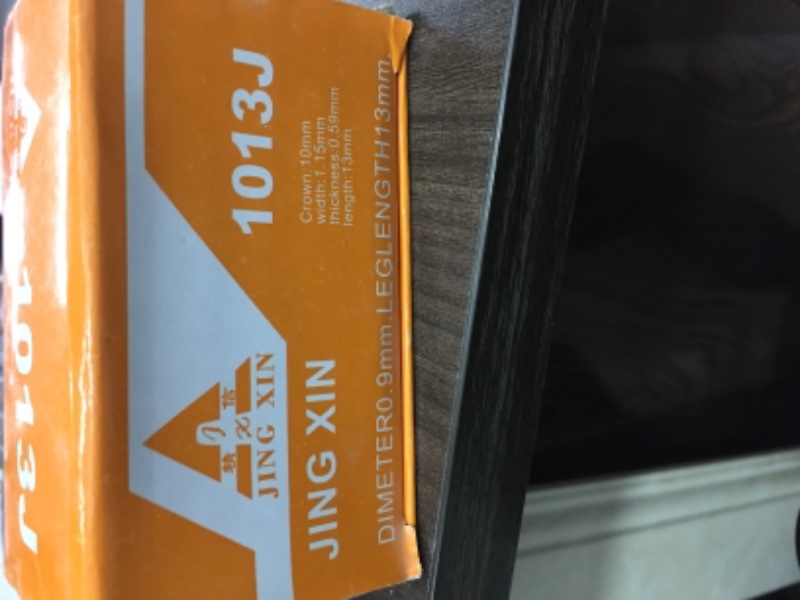 1013J
Crown:10mm
width:1.15mm
thickness:0.59mm
length:13mm
JING XIN
JING XIN
DIMETER0.9mm.LEGLENGTH13mm.
1013J